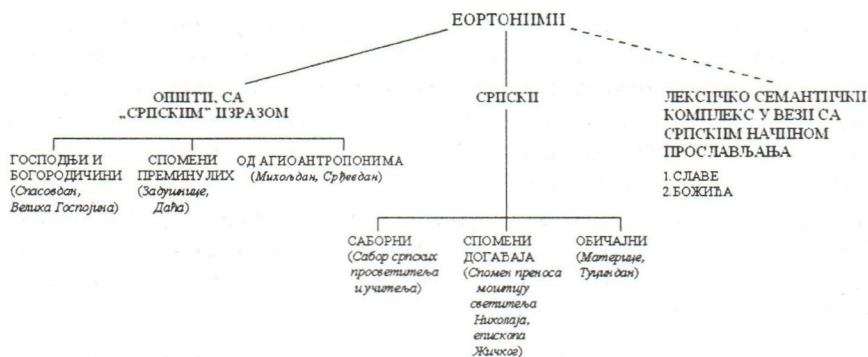 ЕОРТОНИМИ
ОПШТИ, СА
„СРПСКИМ” ИЗРАЗОМ
СРПСКИ
ЛЕКСИЧКО СЕМАНТИЧКИ
КОМПЛЕКС У ВЕЗИ СА
СРПСКИМ НАЧИНОМ
ПРОСЛАВЉАЊА
1. СЛАВЕ
2. БОЖИЋА
ГОСПОДЊИ И
БОГОРОДИЧИНИ
(Спасовдан,
Велика Госпојина)
СПОМЕНИ
ПРЕМИНУЛИХ
(Задушнице,
Даћа)
ОД АГИОАНТРОПОНИМА
(Михољдан, Срђевдан)
САБОРНИ
(Сабор српских
просветитеља
и учитеља)
СПОМЕНИ
ДОГАЂАЈА
(Спомен преноса
моштију
светитеља
Николаја,
епископа
Жичког)
ОБИЧАЈНИ
(Материце,
Туциндан)